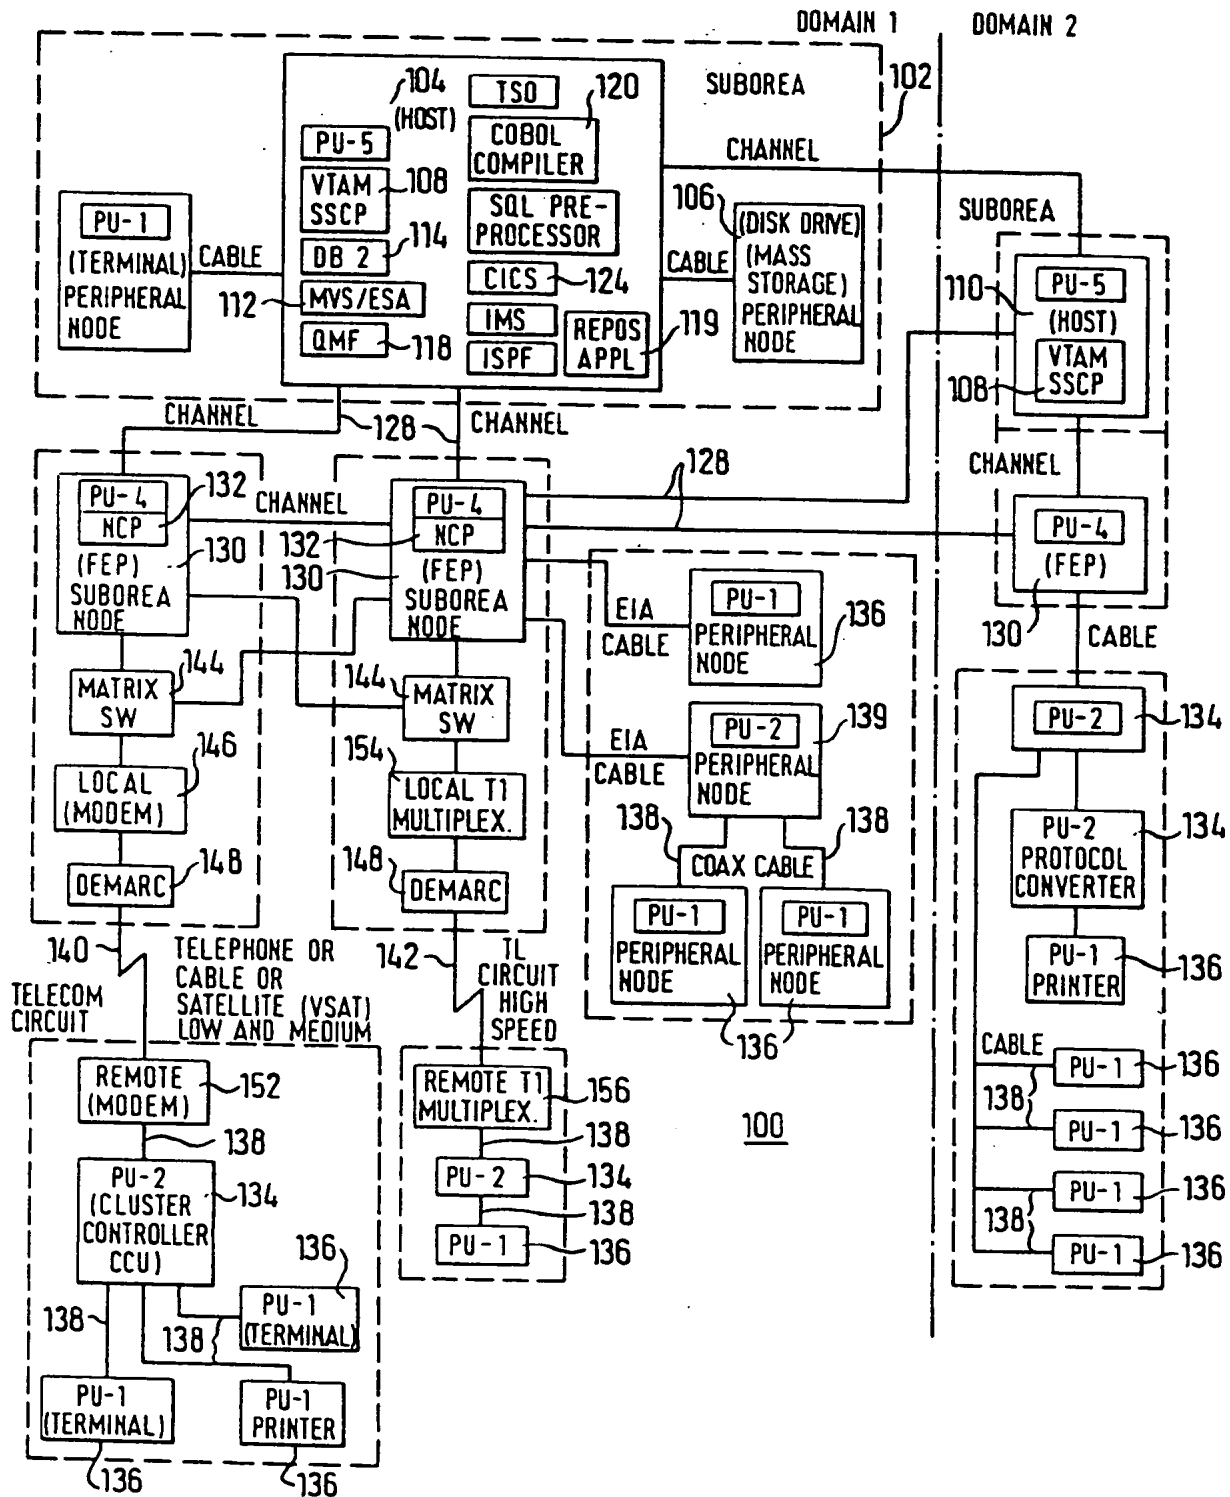 DOMAIN 1
DOMAIN 2
SUBOREA
102
104
(HOST)
PU-5
VTAM
SSCP
108
DB 2
114
MVS/ESA
112
QMF
118
TSO
120
COBOL
COMPILER
SQL PRE-
PROCESSOR
CICS
124
IMS
ISPF
REPOS
APPL
119
PU-1
(TERMINAL)
PERIPHERAL
NODE
CABLE
CABLE
106
(DISK DRIVE)
(MASS
STORAGE)
PERIPHERAL
NODE
CHANNEL
SUBOREA
110
PU-5
(HOST)
VTAM
SSCP
108
CHANNEL
PU-4
(FEP)
130
CABLE
CHANNEL
128
CHANNEL
PU-4
NCP
132
(FEP)
SUBOREA
NODE
130
CHANNEL
PU-4
NCP
132
130
(FEP)
SUBOREA
NODE
128
144
MATRIX
SW
146
LOCAL
(MODEM)
148
DEMARC
144
MATRIX
SW
154
LOCAL T1
MULTIPLEX.
148
DEMARC
EIA
CABLE
PU-1
PERIPHERAL
NODE
136
EIA
CABLE
PU-2
PERIPHERAL
NODE
139
138
138
COAX CABLE
PU-1
PERIPHERAL
NODE
PU-1
PERIPHERAL
NODE
136
PU-2
134
PU-2
PROTOCOL
CONVERTER
134
PU-1
PRINTER
136
CABLE
PU-1
136
138
PU-1
136
PU-1
136
138
PU-1
136
140
TELECOM
CIRCUIT
TELEPHONE OR
CABLE OR
SATELLITE (VSAT)
LOW AND MEDIUM
142
TL
CIRCUIT
HIGH
SPEED
REMOTE
(MODEM)
152
138
PU-2
(CLUSTER
CONTROLLER
CCU)
134
136
PU-1
(TERMINAL)
138
138
PU-1
(TERMINAL)
136
PU-1
PRINTER
136
REMOTE T1
MULTIPLEX.
156
138
PU-2
134
138
PU-1
136
100